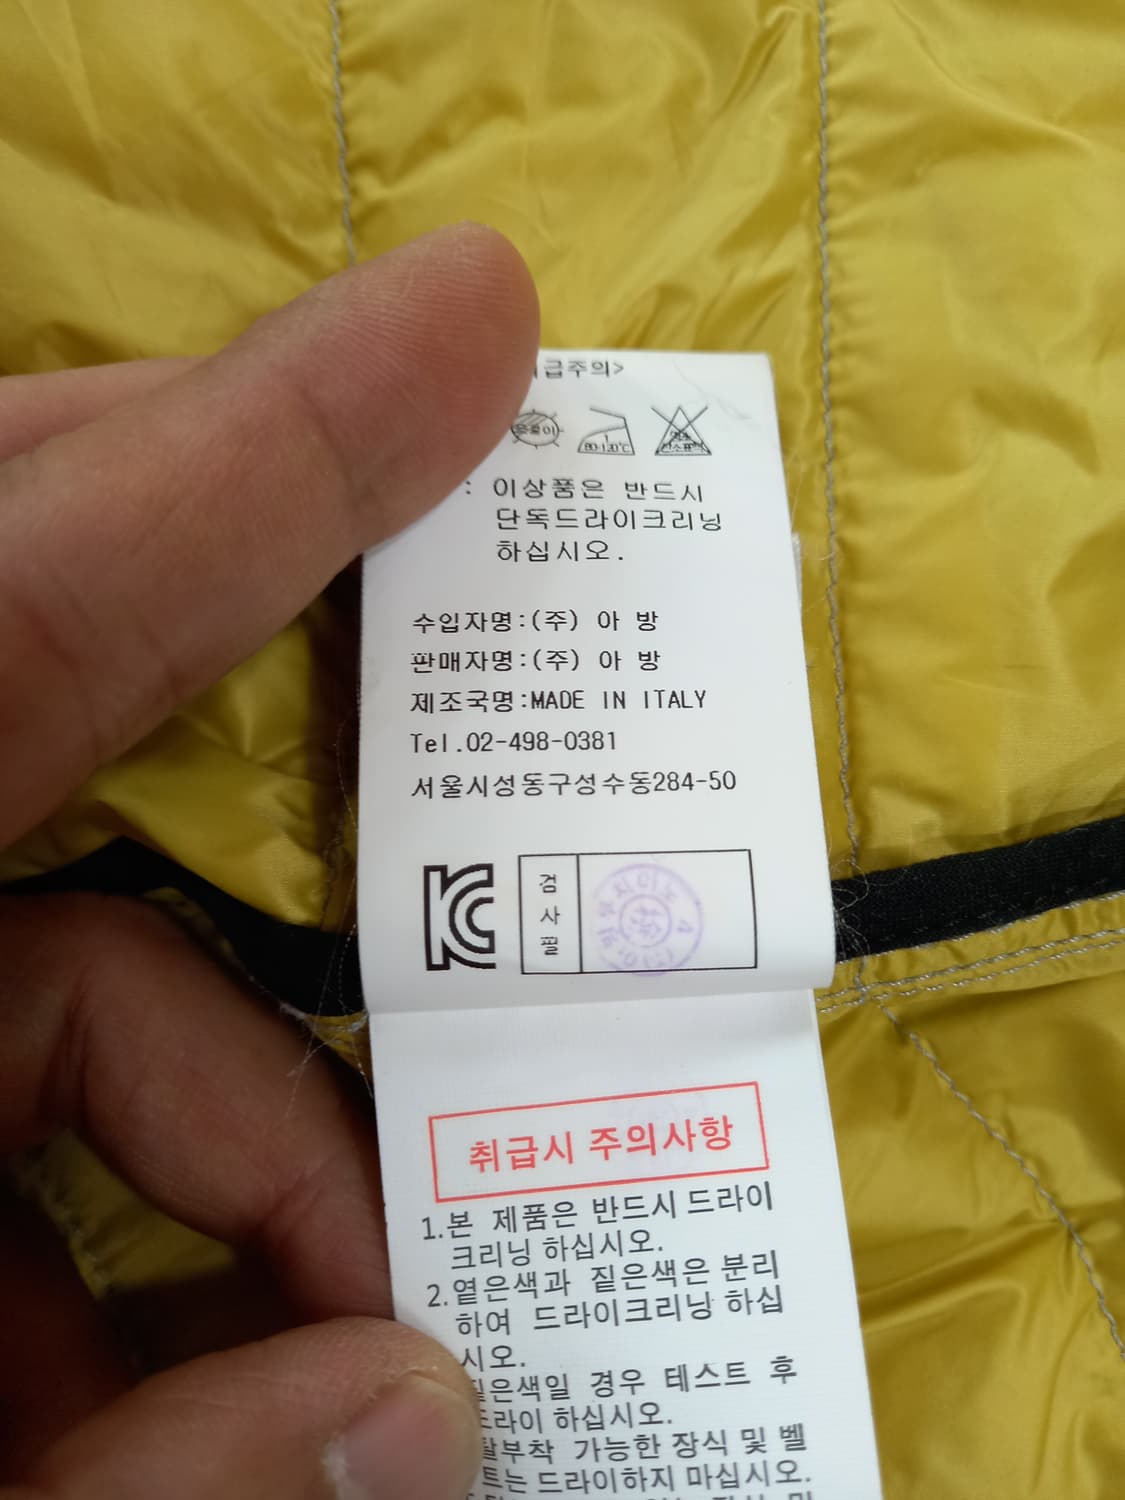 급주의>
80-120℃
: 이상품은 반드시
단독드라이크리닝
하십시오.
수입자명:(주) 아 방
판매자명:(주) 아 방
제조국명:MADE IN ITALY
Tel.02-498-0381
서울시성동구성수동284-50
검
사
필
취급시 주의사항
1.본 제품은 반드시 드라이
크리닝 하십시오.
2.옅은색과 짙은색은 분리
하여 드라이크리닝 하십
시오.
짙은색일 경우 테스트 후
드라이 하십시오.
탈부착 가능한 장식 및 벨
트는 드라이하지 마십시오.